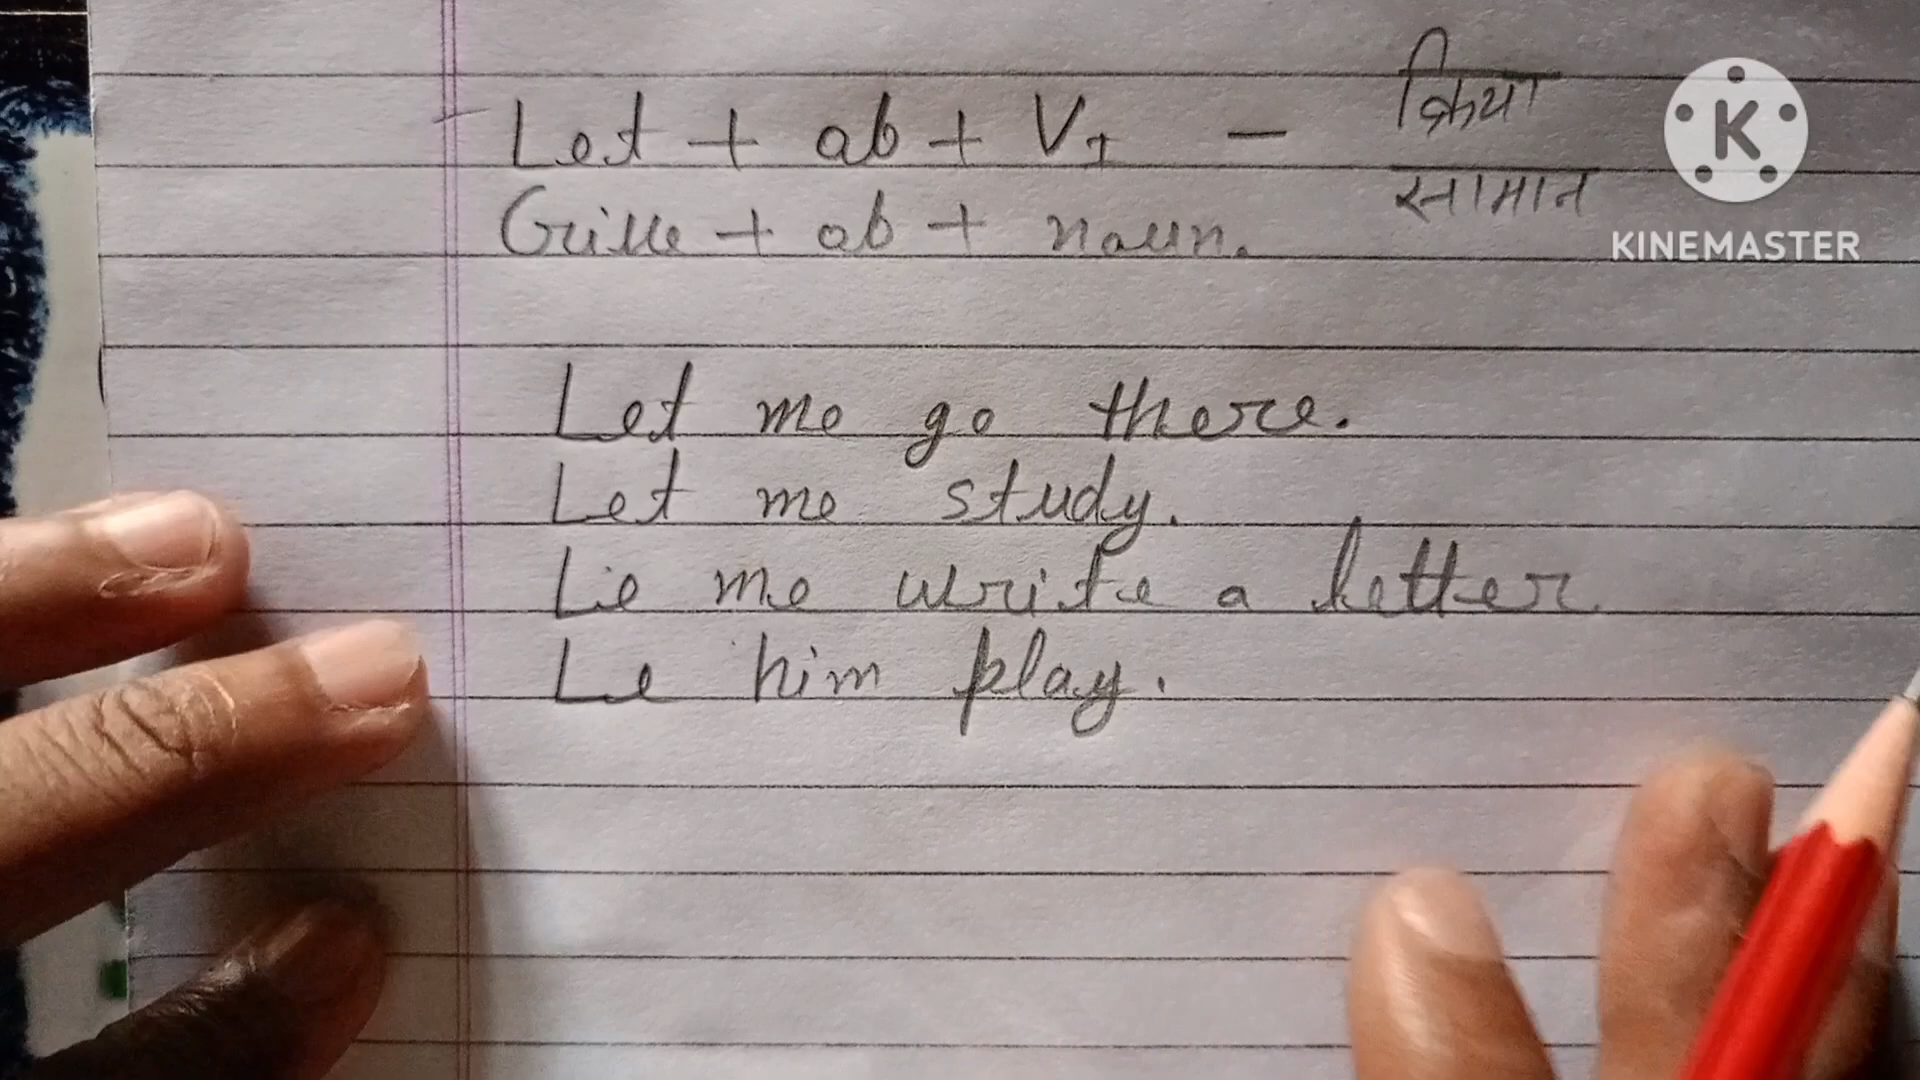 Let + ob + V1 - क्रिया
Give + ob + noun. सामान
Let me go there.
Let me study.
Le me write a letter.
Le him play.
K
KINEMASTER